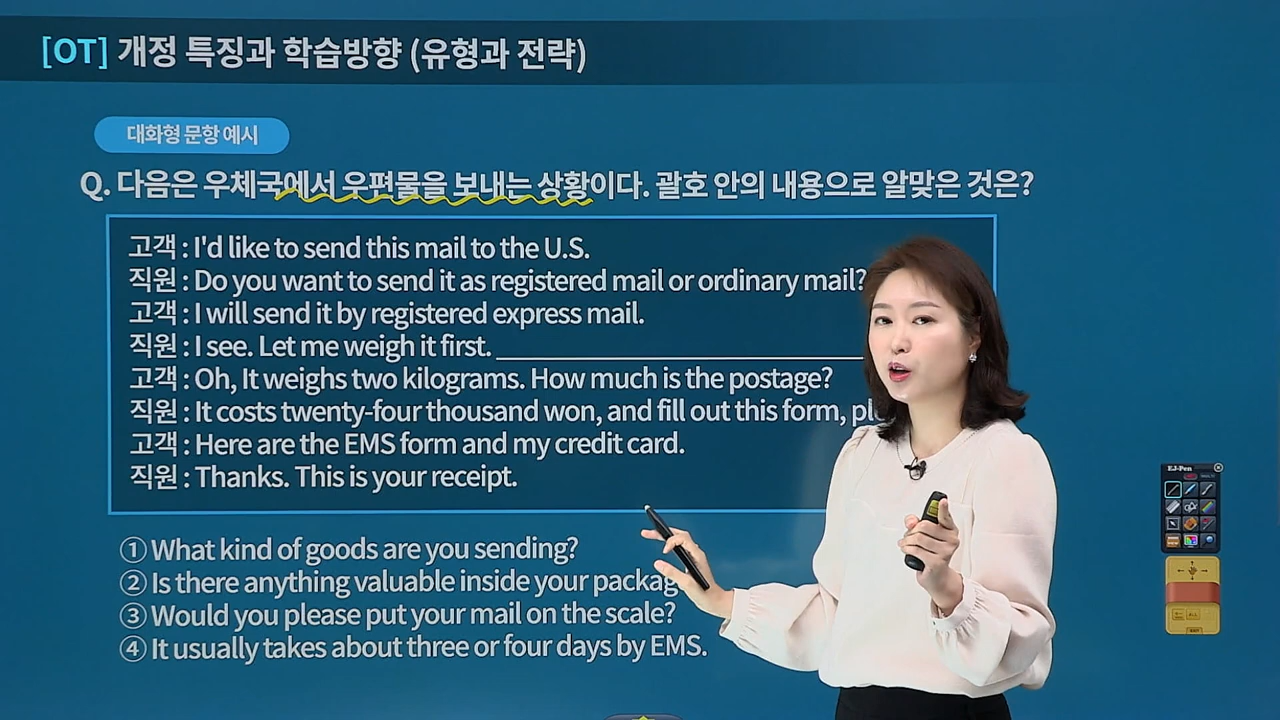 [OT] 개정 특징과 학습방향 (유형과 전략)
대화형 문항 예시
Q. 다음은 우체국에서 우편물을 보내는 상황이다. 괄호 안의 내용으로 알맞은 것은?
고객 : I'd like to send this mail to the U.S.
직원 : Do you want to send it as registered mail or ordinary mail?
고객 : I will send it by registered express mail.
직원 : I see. Let me weigh it first. ____________________
고객 : Oh, It weighs two kilograms. How much is the postage?
직원 : It costs twenty-four thousand won, and fill out this form,
고객 : Here are the EMS form and my credit card.
직원 : Thanks. This is your receipt.
① What kind of goods are you sending?
② Is there anything valuable inside your
③ Would you please put your mail on the scale?
④ It usually takes about three or four days by EMS.
EJ-Pen